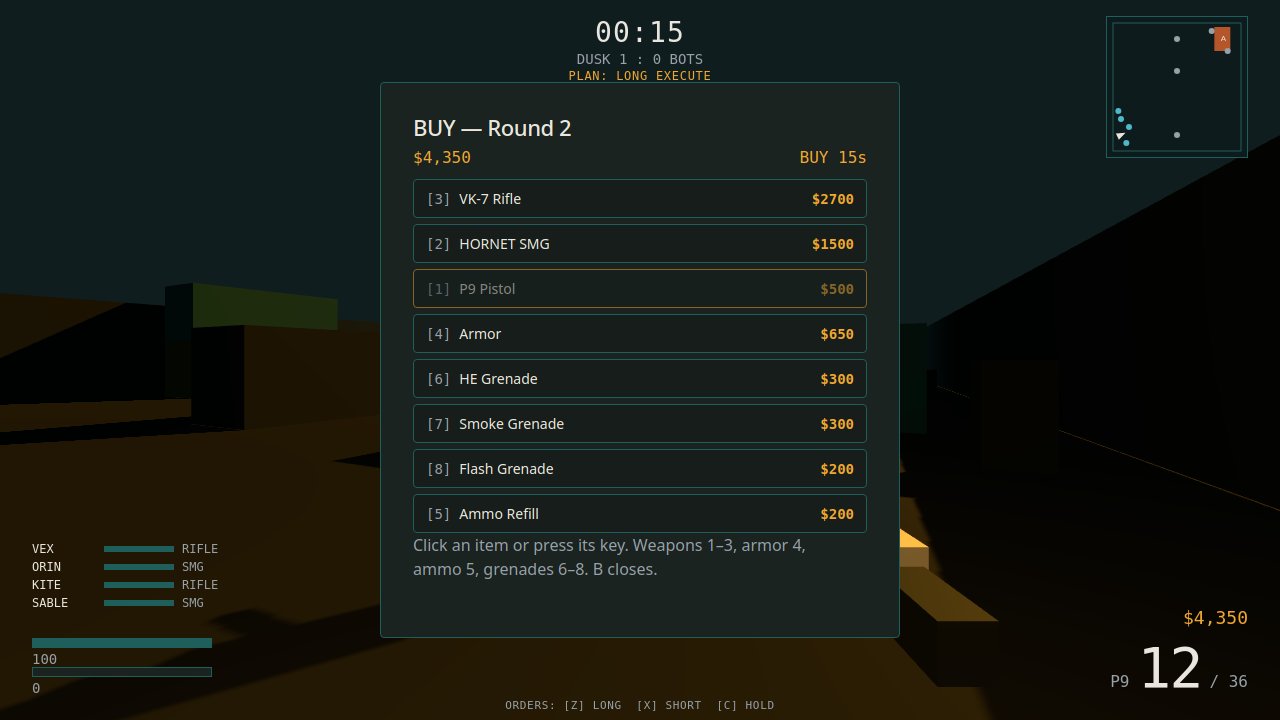 00:15
DUSK 1 : 0 BOTS
PLAN: LONG EXECUTE
A
BUY — Round 2
$4,350 BUY 15s
[3] VK-7 Rifle $2700
[2] HORNET SMG $1500
[1] P9 Pistol $500
[4] Armor $650
[6] HE Grenade $300
[7] Smoke Grenade $300
[8] Flash Grenade $200
[5] Ammo Refill $200
Click an item or press its key. Weapons 1–3, armor 4,
ammo 5, grenades 6–8. B closes.
VEX RIFLE
ORIN SMG
KITE RIFLE
SABLE SMG
100
0
$4,350
P9 12 / 36
ORDERS: [Z] LONG [X] SHORT [C] HOLD